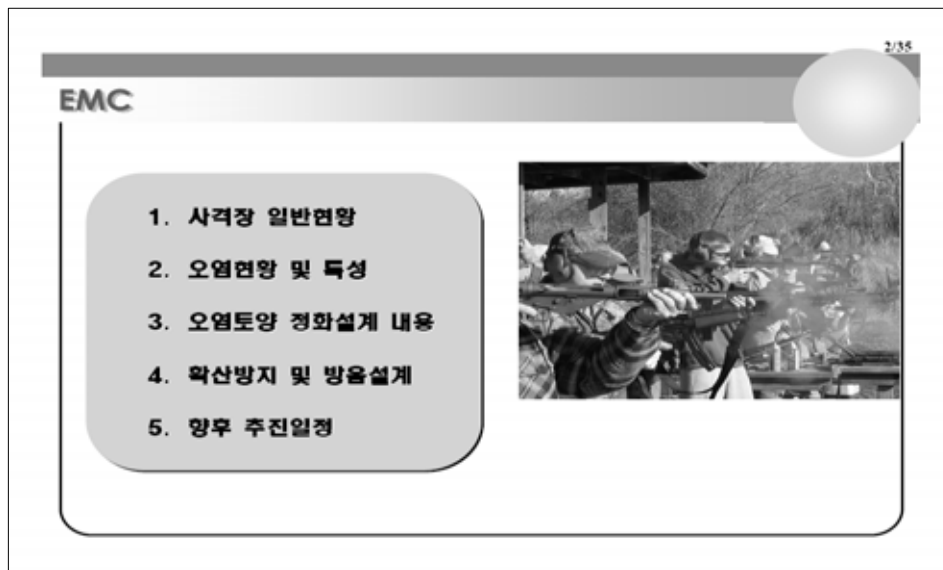 2/35
EMC
1. 사격장 일반현황
2. 오염현황 및 특성
3. 오염토양 정화설계 내용
4. 확산방지 및 방음설계
5. 향후 추진일정